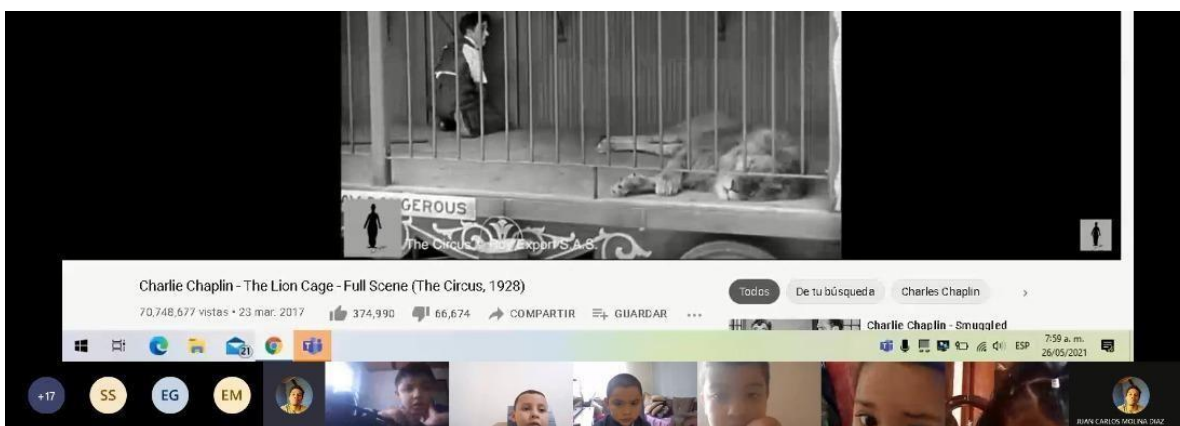 GEROUS
The Circus © Roy Export S.A.S.
Charlie Chaplin - The Lion Cage - Full Scene (The Circus, 1928)
70,748,677 vistas • 23 mar. 2017 374,990 66,674 COMPARTIR GUARDAR ...
Todos De tu búsqueda Charles Chaplin
Charlie Chaplin - Smuggled
21
ESP
7:59 a. m.
26/05/2021
+17 SS EG EM
JUAN CARLOS MOLINA DIAZ